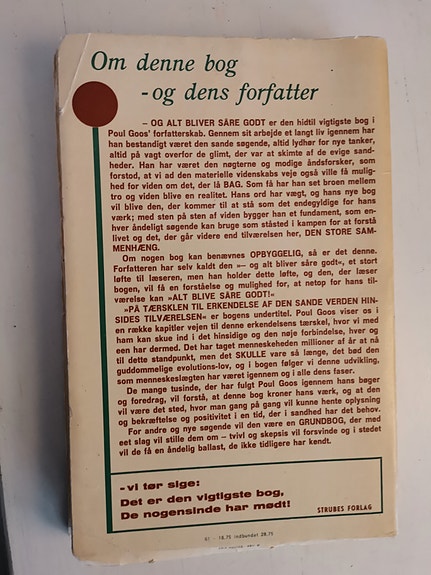 Om denne bog
- og dens forfatter
– OG ALT BLIVER SÅRE GODT er den hidtil vigtigste bog i
Poul Goos' forfatterskab. Gennem sit arbejde et langt liv igennem har
han bestandigt været den sande søgende, altid lydhør for nye tanker,
altid på vagt overfor de glimt, der var at skimte af de evige sand-
heder. Han har været den nøgterne og modige åndsforsker, som
forstod, at vi ad den materielle videnskabs veje også ville få mulig-
hed for viden om det, der lå BAG. Som få har han set broen mellem
tro og viden blive en realitet. Hans ord har vægt, og hans nye bog
vil blive den, der kommer til at stå som det endegyldige for hans
værk; med sten på sten af viden bygger han et fundament, som en-
hver åndeligt søgende kan bruge som ståsted i kampen for at forstå
livet og det, der går videre end tilværelsen her, DEN STORE SAM-
MENHÆNG.
Om nogen bog kan benævnes OPBYGGELIG, så er det denne.
Forfatteren har selv kaldt den »– og alt blive såre godt«, et stort
løfte til læseren, men han holder dette løfte, og den, der læser
bogen, vil få en forståelse og mulighed for, at netop for hans til-
værelse kan »ALT BLIVE SÅRE GODT!«
»PÅ TÆRSKLEN TIL ERKENDELSE AF DEN SANDE VERDEN HIN-
SIDES TILVÆRELSEN« er bogens undertitel. Poul Goos viser os i
en række kapitler vejen til denne erkendelsens tærskel, hvor vi med
ham kan skue ind i det hinsidige og den nøje forbindelse, hver og
een har dermed. Det har taget menneskeheden millioner af år at nå
til dette standpunkt, men det SKULLE vare så længe, det bød den
guddommelige evolutions-lov, og i bogen følger vi denne udvikling,
som menneskeslægten har været igennem og i alle dens faser.
De mange tusinde, der har fulgt Poul Goos igennem hans bøger
og foredrag, vil forstå, at denne bog kroner hans værk, og at den
vil være det sted, hvor man gang på gang vil kunne hente oplysning
og bekræftelse og positivitet i en tid, der i sandhed har det behov.
For andre og nye søgende vil den være en GRUNDBOG, der med
eet slag vil stille dem om – tvivl og skepsis vil forsvinde og i stedet
vil de få en åndelig ballast, de ikke tidligere har kendt.
- vi tør sige:
Det er den vigtigste bog,
De nogensinde har mødt!
STRUBES FORLAG
61 - 18,75 indbundet 28,75